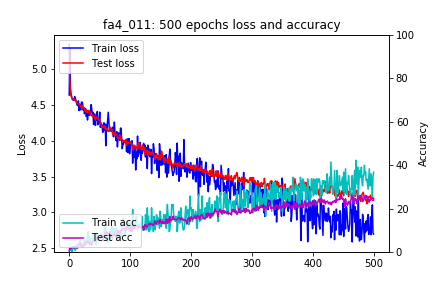 fa4_011: 500 epochs loss and accuracy
Train loss
Test loss
Train acc
Test acc
Loss
5.0
4.5
4.0
3.5
3.0
2.5
Accuracy
100
80
60
40
20
0
0 100 200 300 400 500